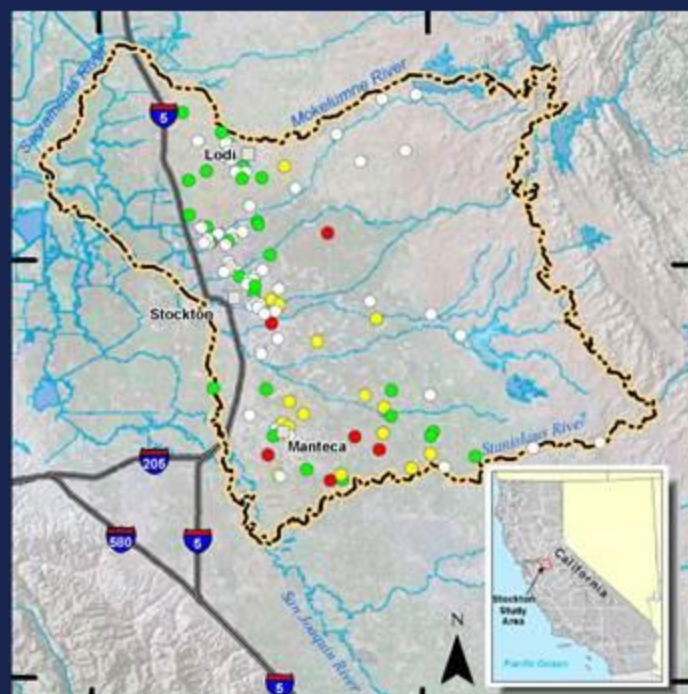 Sacramento River
Mokelumne River
5
Lodi
Stockton
Manteca
Stanislaus River
205
580
5
San Joaquin River
N
5
California
Stockton
Study
Area
Pacific Ocean